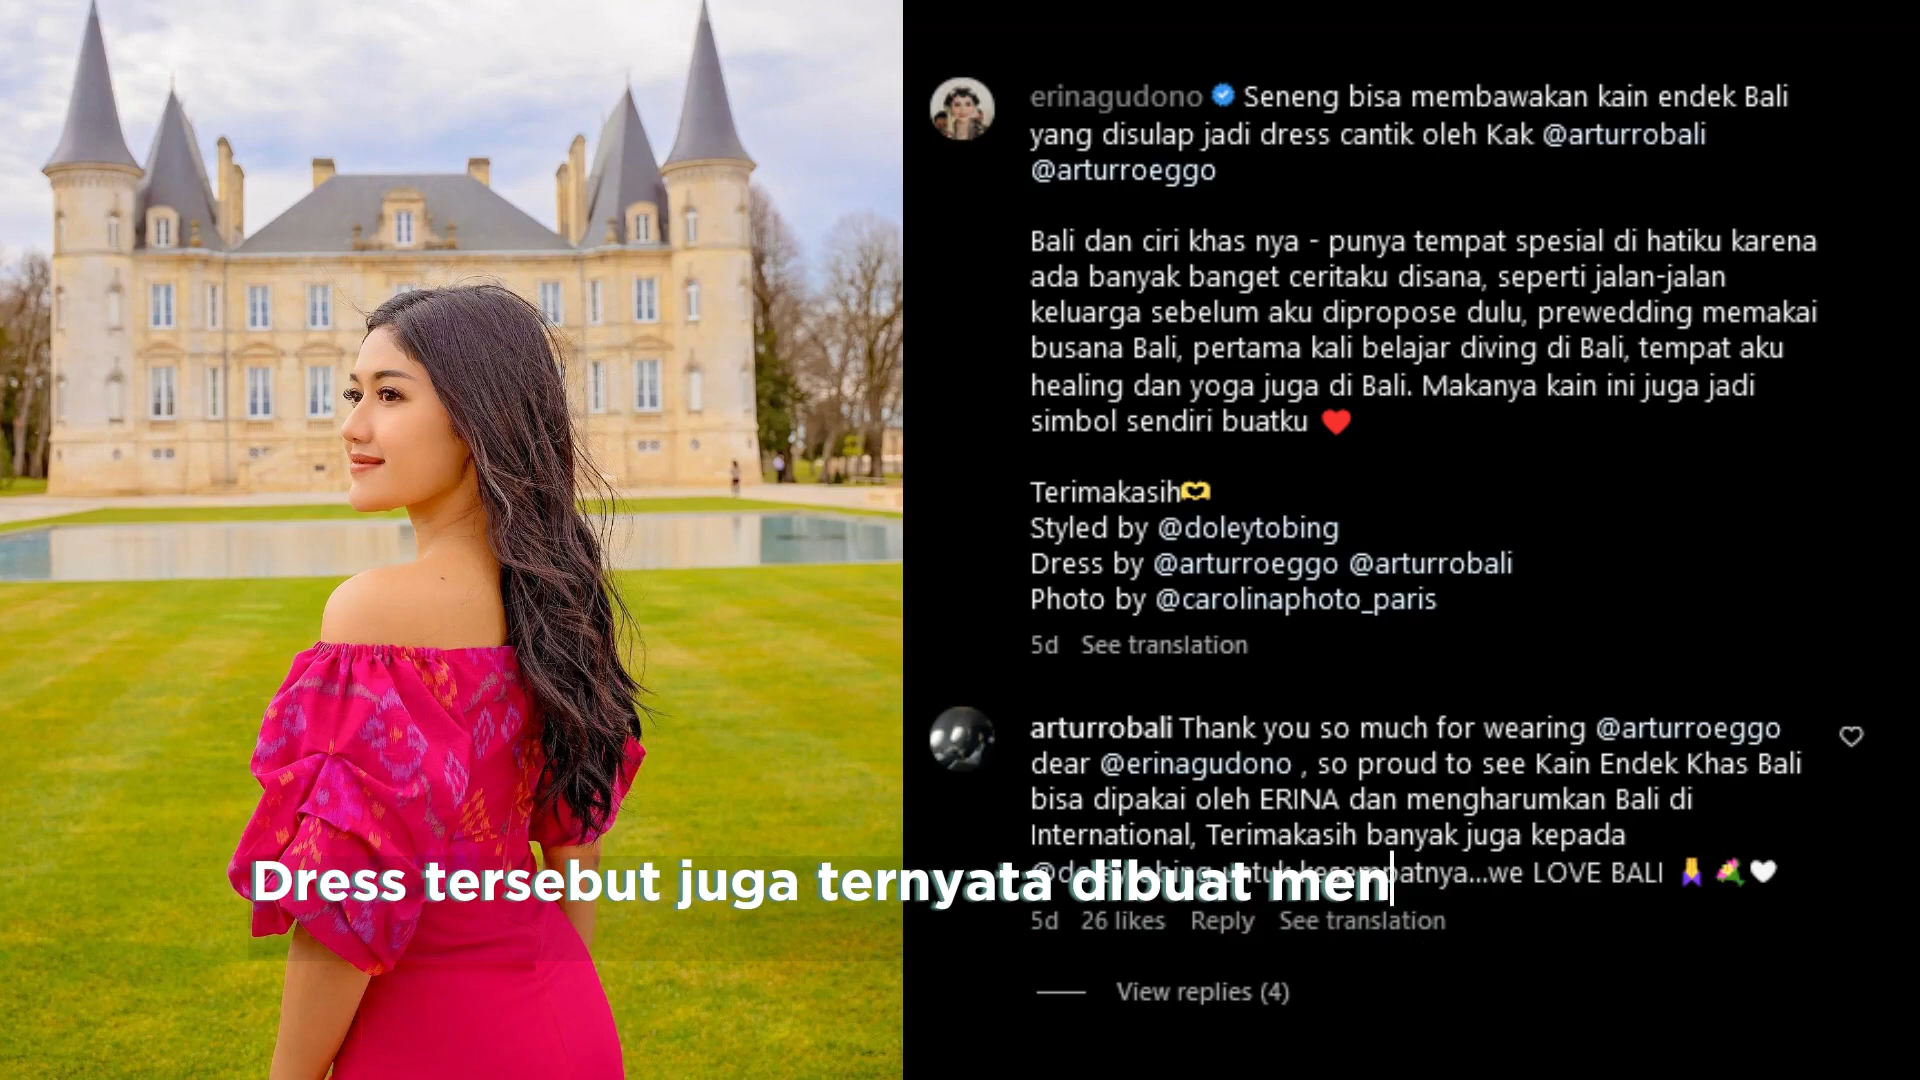 erinagudono Seneng bisa membawakan kain endek Bali
yang disulap jadi dress cantik oleh Kak @arturrobali
@arturroeggo
Bali dan ciri khas nya - punya tempat spesial di hatiku karena
ada banyak banget ceritaku disana, seperti jalan-jalan
keluarga sebelum aku dipropose dulu, prewedding memakai
busana Bali, pertama kali belajar diving di Bali, tempat aku
healing dan yoga juga di Bali. Makanya kain ini juga jadi
simbol sendiri buatku ❤️
Terimakasih🫶
Styled by @doleytobing
Dress by @arturroeggo @arturrobali
Photo by @carolinaphoto_paris
5d See translation
arturrobali Thank you so much for wearing @arturroeggo
dear @erinagudono , so proud to see Kain Endek Khas Bali
bisa dipakai oleh ERINA dan mengharumkan Bali di
International, Terimakasih banyak juga kepada
@doleytobing untuk kesempatnya...we LOVE BALI 🤲 💐 🤍
Dress tersebut juga ternyata dibuat men
5d 26 likes Reply See translation
View replies (4)